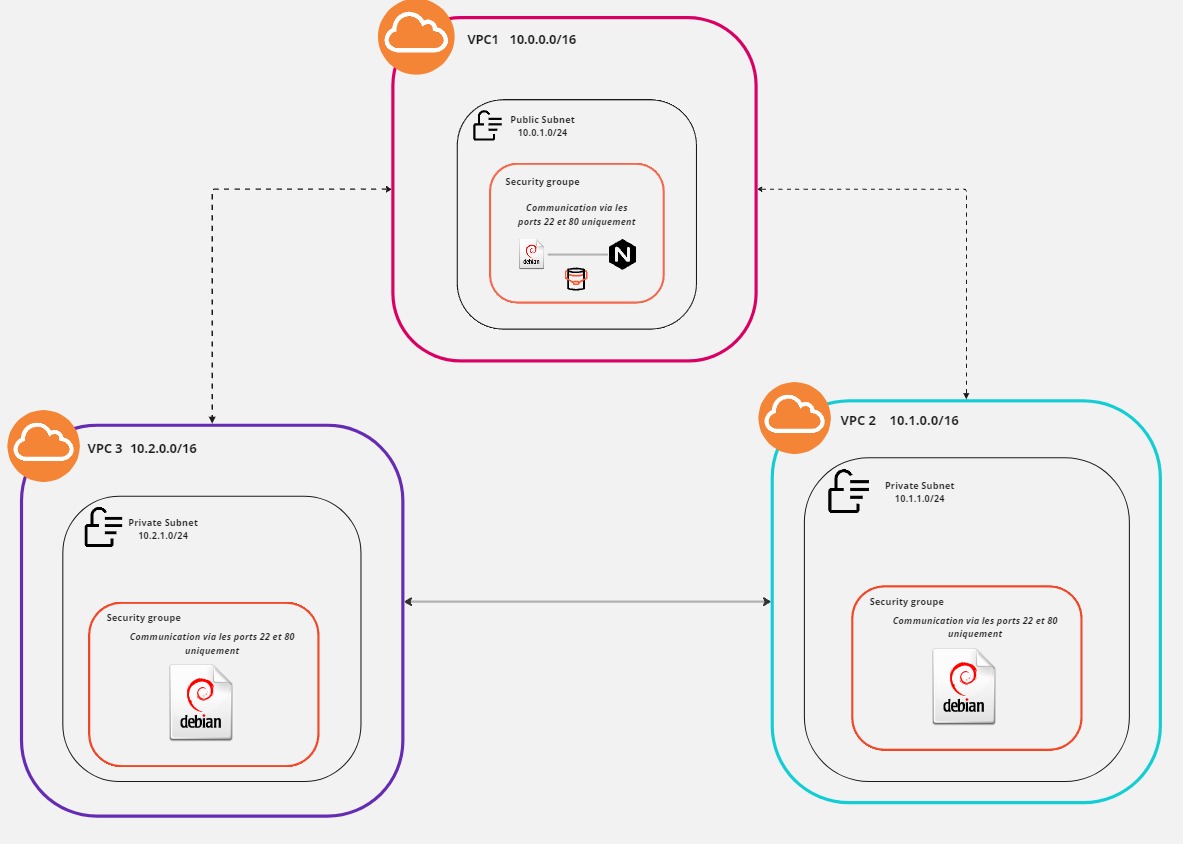 VPC1 10.0.0.0/16
Public Subnet
10.0.1.0/24
Security groupe
Communication via les
ports 22 et 80 uniquement
debian
N
VPC 3 10.2.0.0/16
Private Subnet
10.2.1.0/24
Security groupe
Communication via les ports 22 et 80
uniquement
debian
VPC 2 10.1.0.0/16
Private Subnet
10.1.1.0/24
Security groupe
Communication via les ports 22 et 80
uniquement
debian